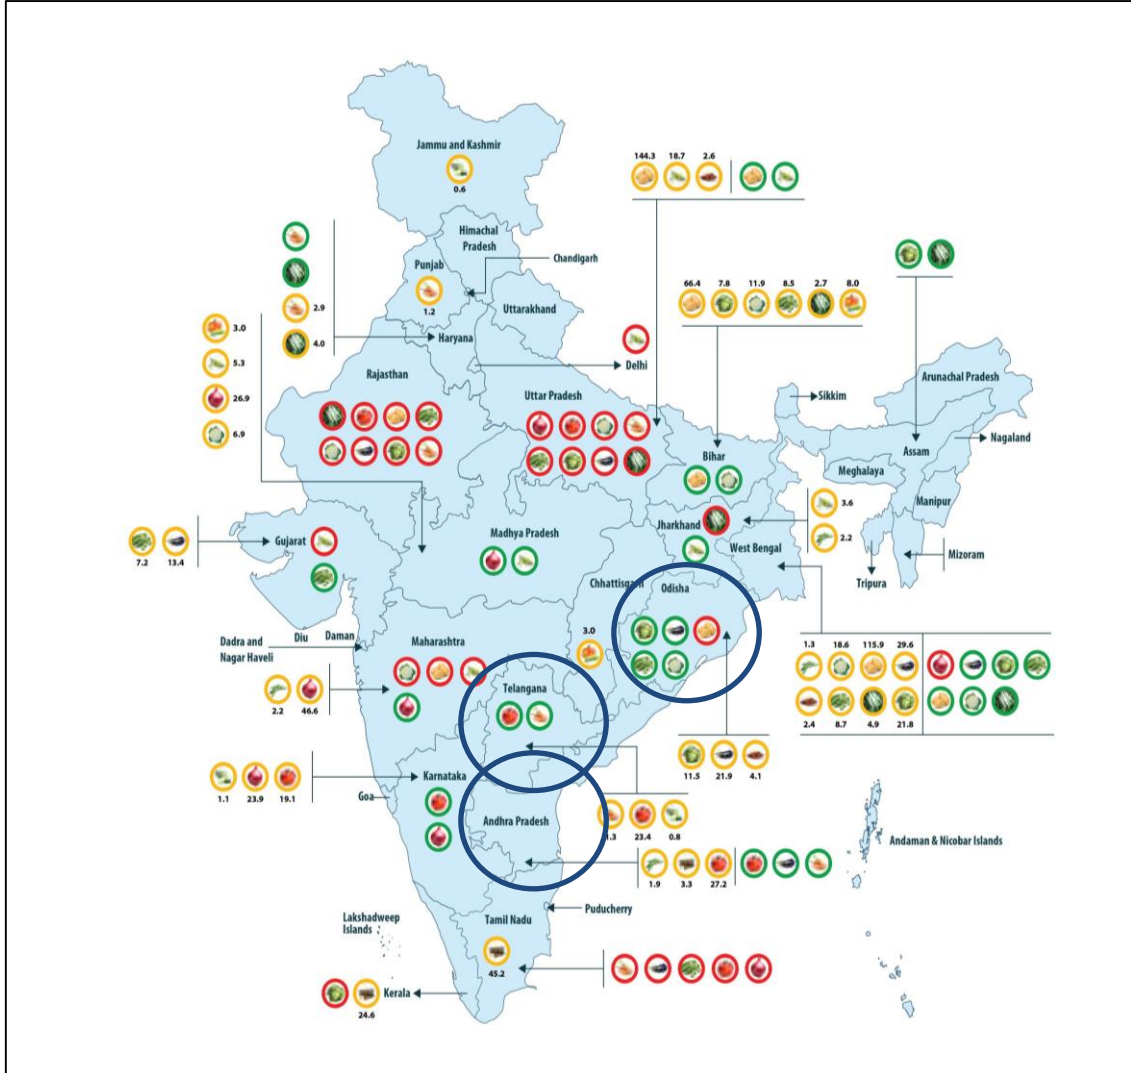 Jammu and Kashmir
0.6
144.3 18.7 2.6
Himachal
Pradesh
Chandigarh
Punjab
1.2
Uttarakhand
66.4 7.8 11.9 8.5 2.7 8.0
2.9
4.0
Haryana
3.0
5.3
26.9
6.9
Delhi
Rajasthan
Uttar Pradesh
Arunachal Pradesh
Sikkim
Nagaland
Assam
Bihar
Meghalaya
Manipur
3.6
2.2
Jharkhand
Madhya Pradesh
Gujarat
7.2 13.4
West Bengal
Mizoram
Tripura
Chhattisgarh
Odisha
3.0
Dadra and
Nagar Haveli
Diu
Daman
Maharashtra
1.3 18.6 115.9 29.6
2.4 8.7 4.9 21.8
2.2 46.6
Telangana
11.5 21.9 4.1
Karnataka
1.1 23.9 19.1
Goa
Andhra Pradesh
1.3 23.4 0.8
Andaman & Nicobar Islands
1.9 3.3 27.2
Puducherry
Lakshadweep
Islands
Tamil Nadu
45.2
Kerala
24.6